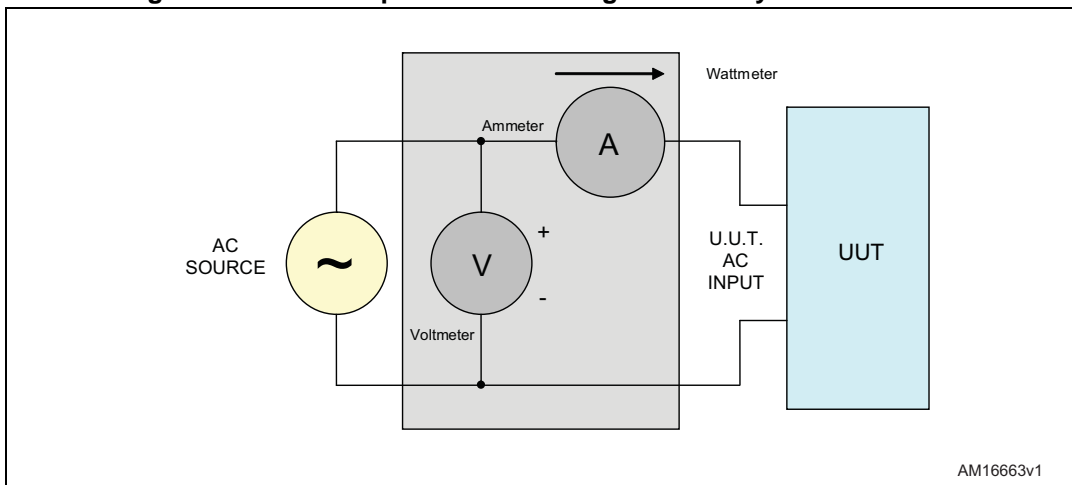 Wattmeter
Ammeter
A
AC
SOURCE
~
V
+
-
Voltmeter
U.U.T.
AC
INPUT
UUT
AM16663v1